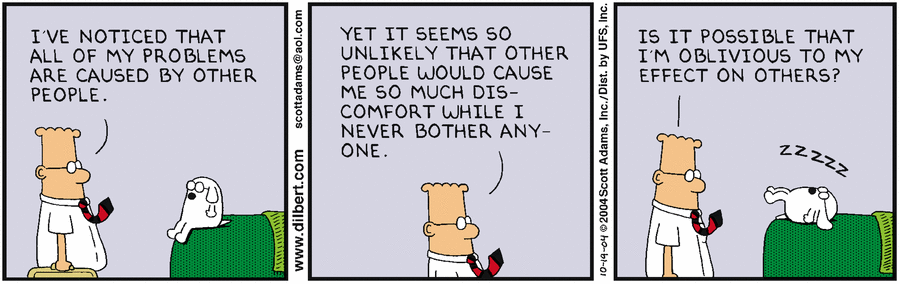 I'VE NOTICED THAT
ALL OF MY PROBLEMS
ARE CAUSED BY OTHER
PEOPLE.
www.dilbert.com scottadams@aol.com
YET IT SEEMS SO
UNLIKELY THAT OTHER
PEOPLE WOULD CAUSE
ME SO MUCH DIS-
COMFORT WHILE I
NEVER BOTHER ANY-
ONE.
10-19-04 © 2004 Scott Adams, Inc./Dist. by UFS, Inc.
IS IT POSSIBLE THAT
I'M OBLIVIOUS TO MY
EFFECT ON OTHERS?
ZZZZZ